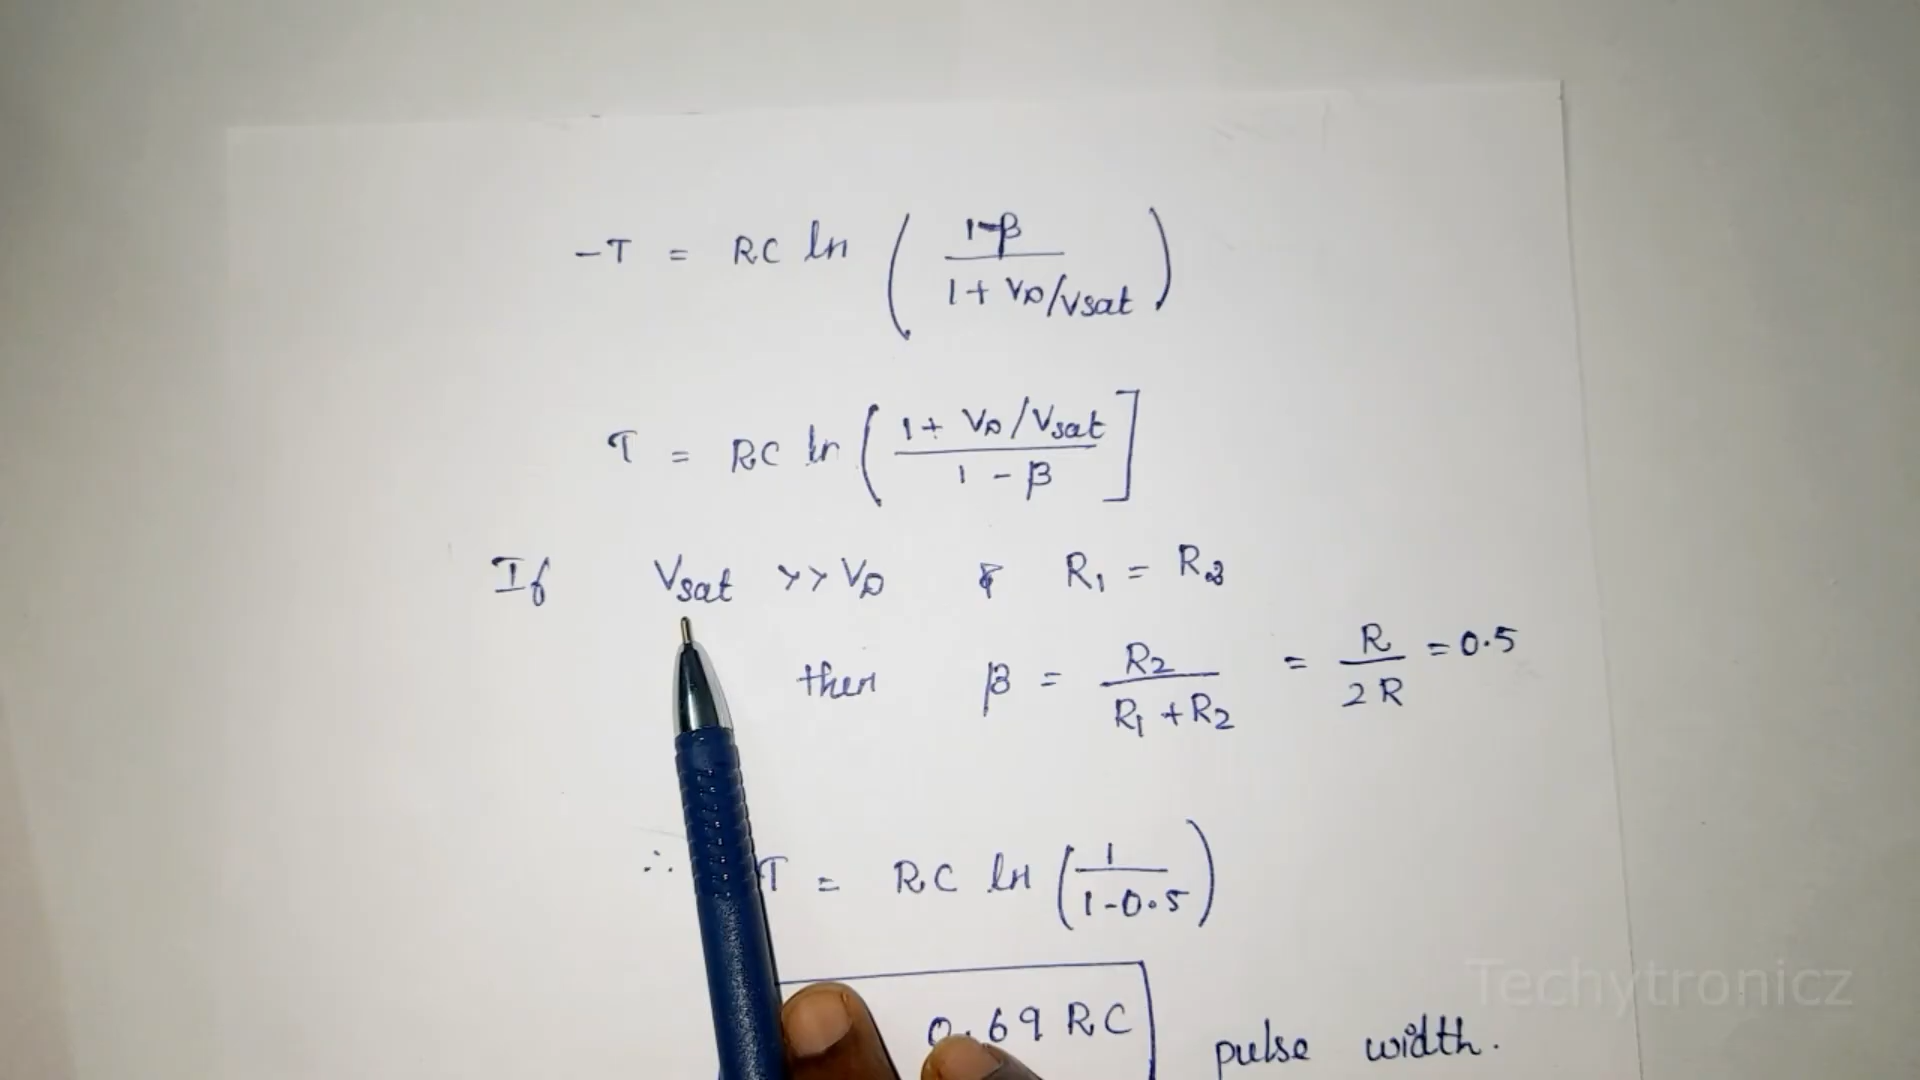 -T = RC ln ( 1-β / 1 + VD/Vsat )
T = RC ln ( 1 + VD/Vsat / 1 - β ]
If Vsat >> VD & R1 = R2
then β = R2 / R1 + R2 = R / 2R = 0.5
∴ T = RC ln ( 1 / 1-0.5 )
0.69 RC pulse width.
Techytronicz